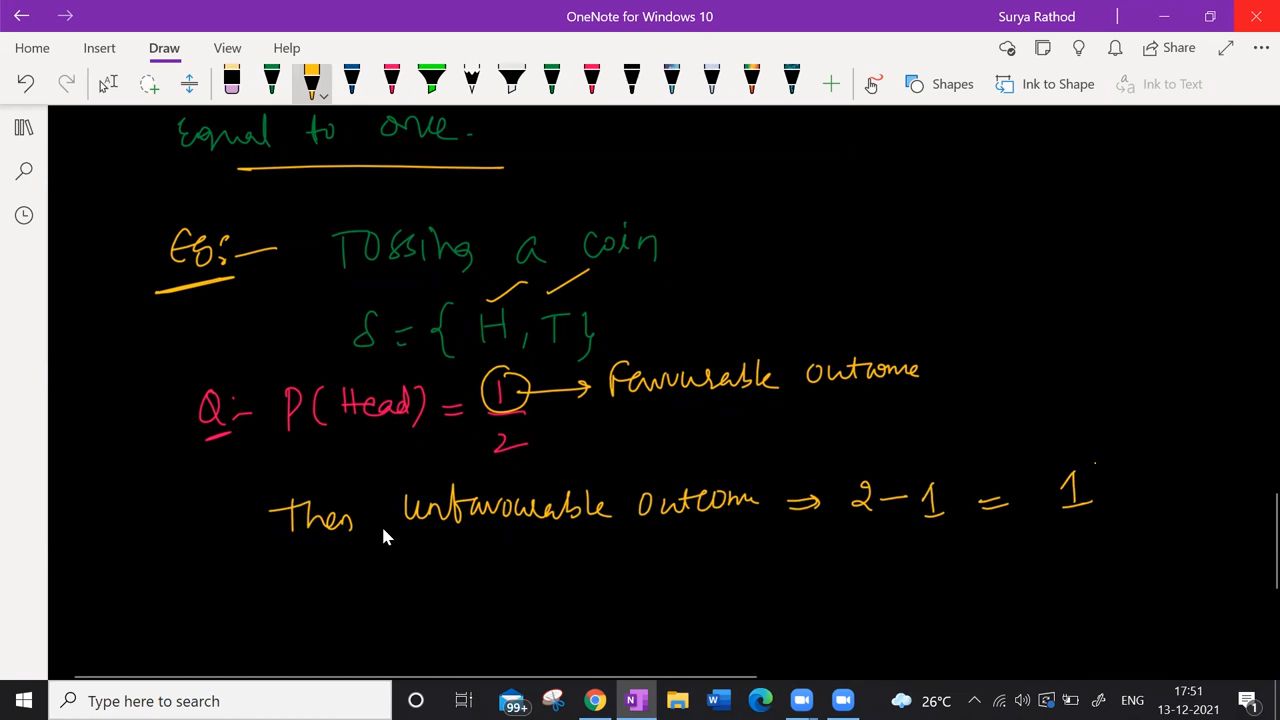 OneNote for Windows 10
Surya Rathod
Home Insert Draw View Help
Share
Shapes Ink to Shape Ink to Text
Equal to one.
Eg:-
Tossing a coin
S = { H, T }
Q:- P( Head ) = 1/2
Favourable outcome
then unfavourable outcome ⇒ 2 - 1 = 1
Type here to search
99+
26°C
ENG
17:51
13-12-2021
1